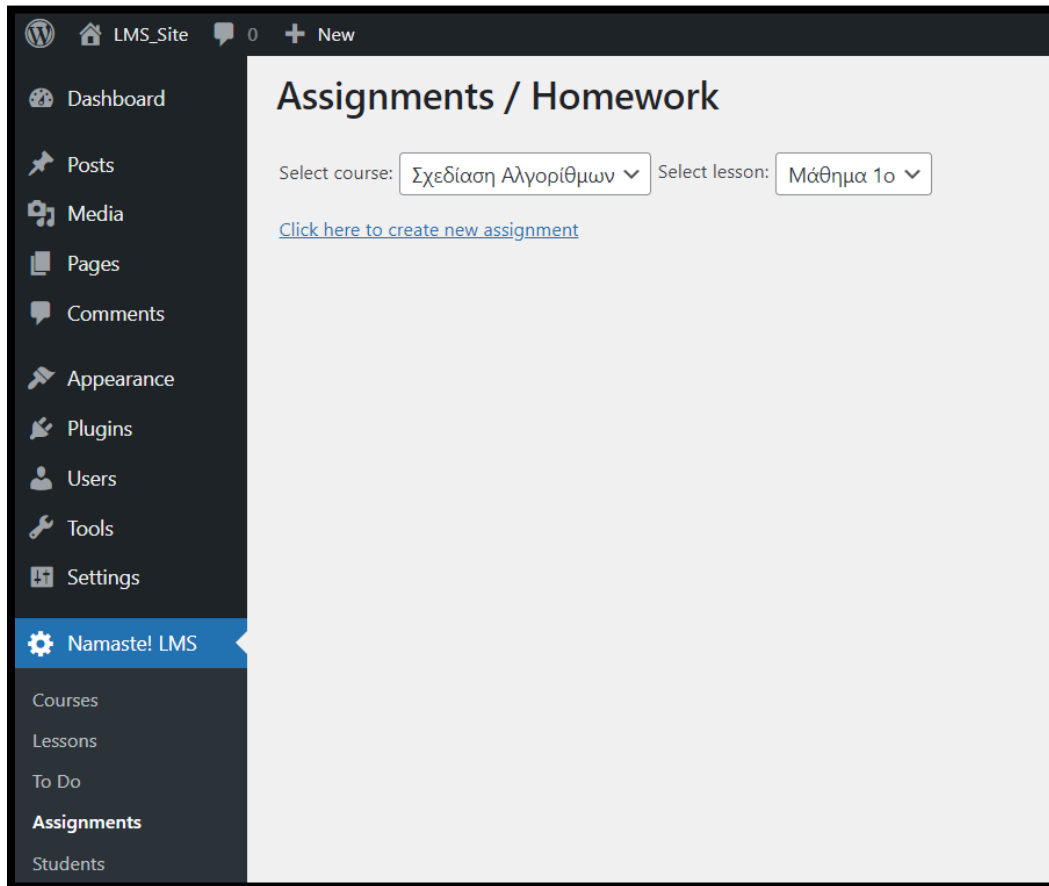 LMS_Site 0 New
Dashboard
Posts
Media
Pages
Comments
Appearance
Plugins
Users
Tools
Settings
Namaste! LMS
Courses
Lessons
To Do
Assignments
Students
Assignments / Homework
Select course: Σχεδίαση Αλγορίθμων Select lesson: Μάθημα 1ο
Click here to create new assignment